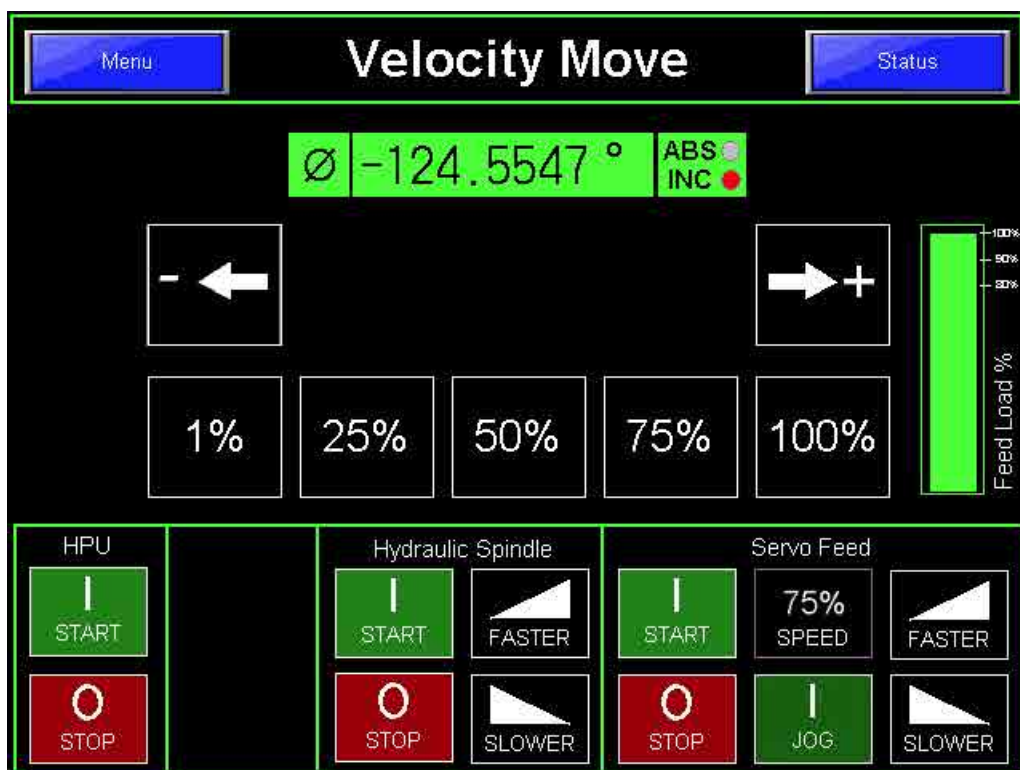 Menu
Velocity Move
Status
Ø -124.5547 °
ABS
INC
- +
100%
90%
80%
Feed Load %
1% 25% 50% 75% 100%
HPU
I
START
O
STOP
Hydraulic Spindle
I
START
FASTER
O
STOP
SLOWER
Servo Feed
I
START
75%
SPEED
FASTER
O
STOP
I
JOG
SLOWER